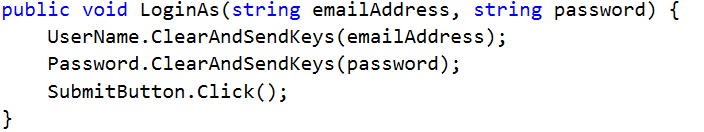 public void LoginAs(string emailAddress, string password) {
    UserName.ClearAndSendKeys(emailAddress);
    Password.ClearAndSendKeys(password);
    SubmitButton.Click();
}